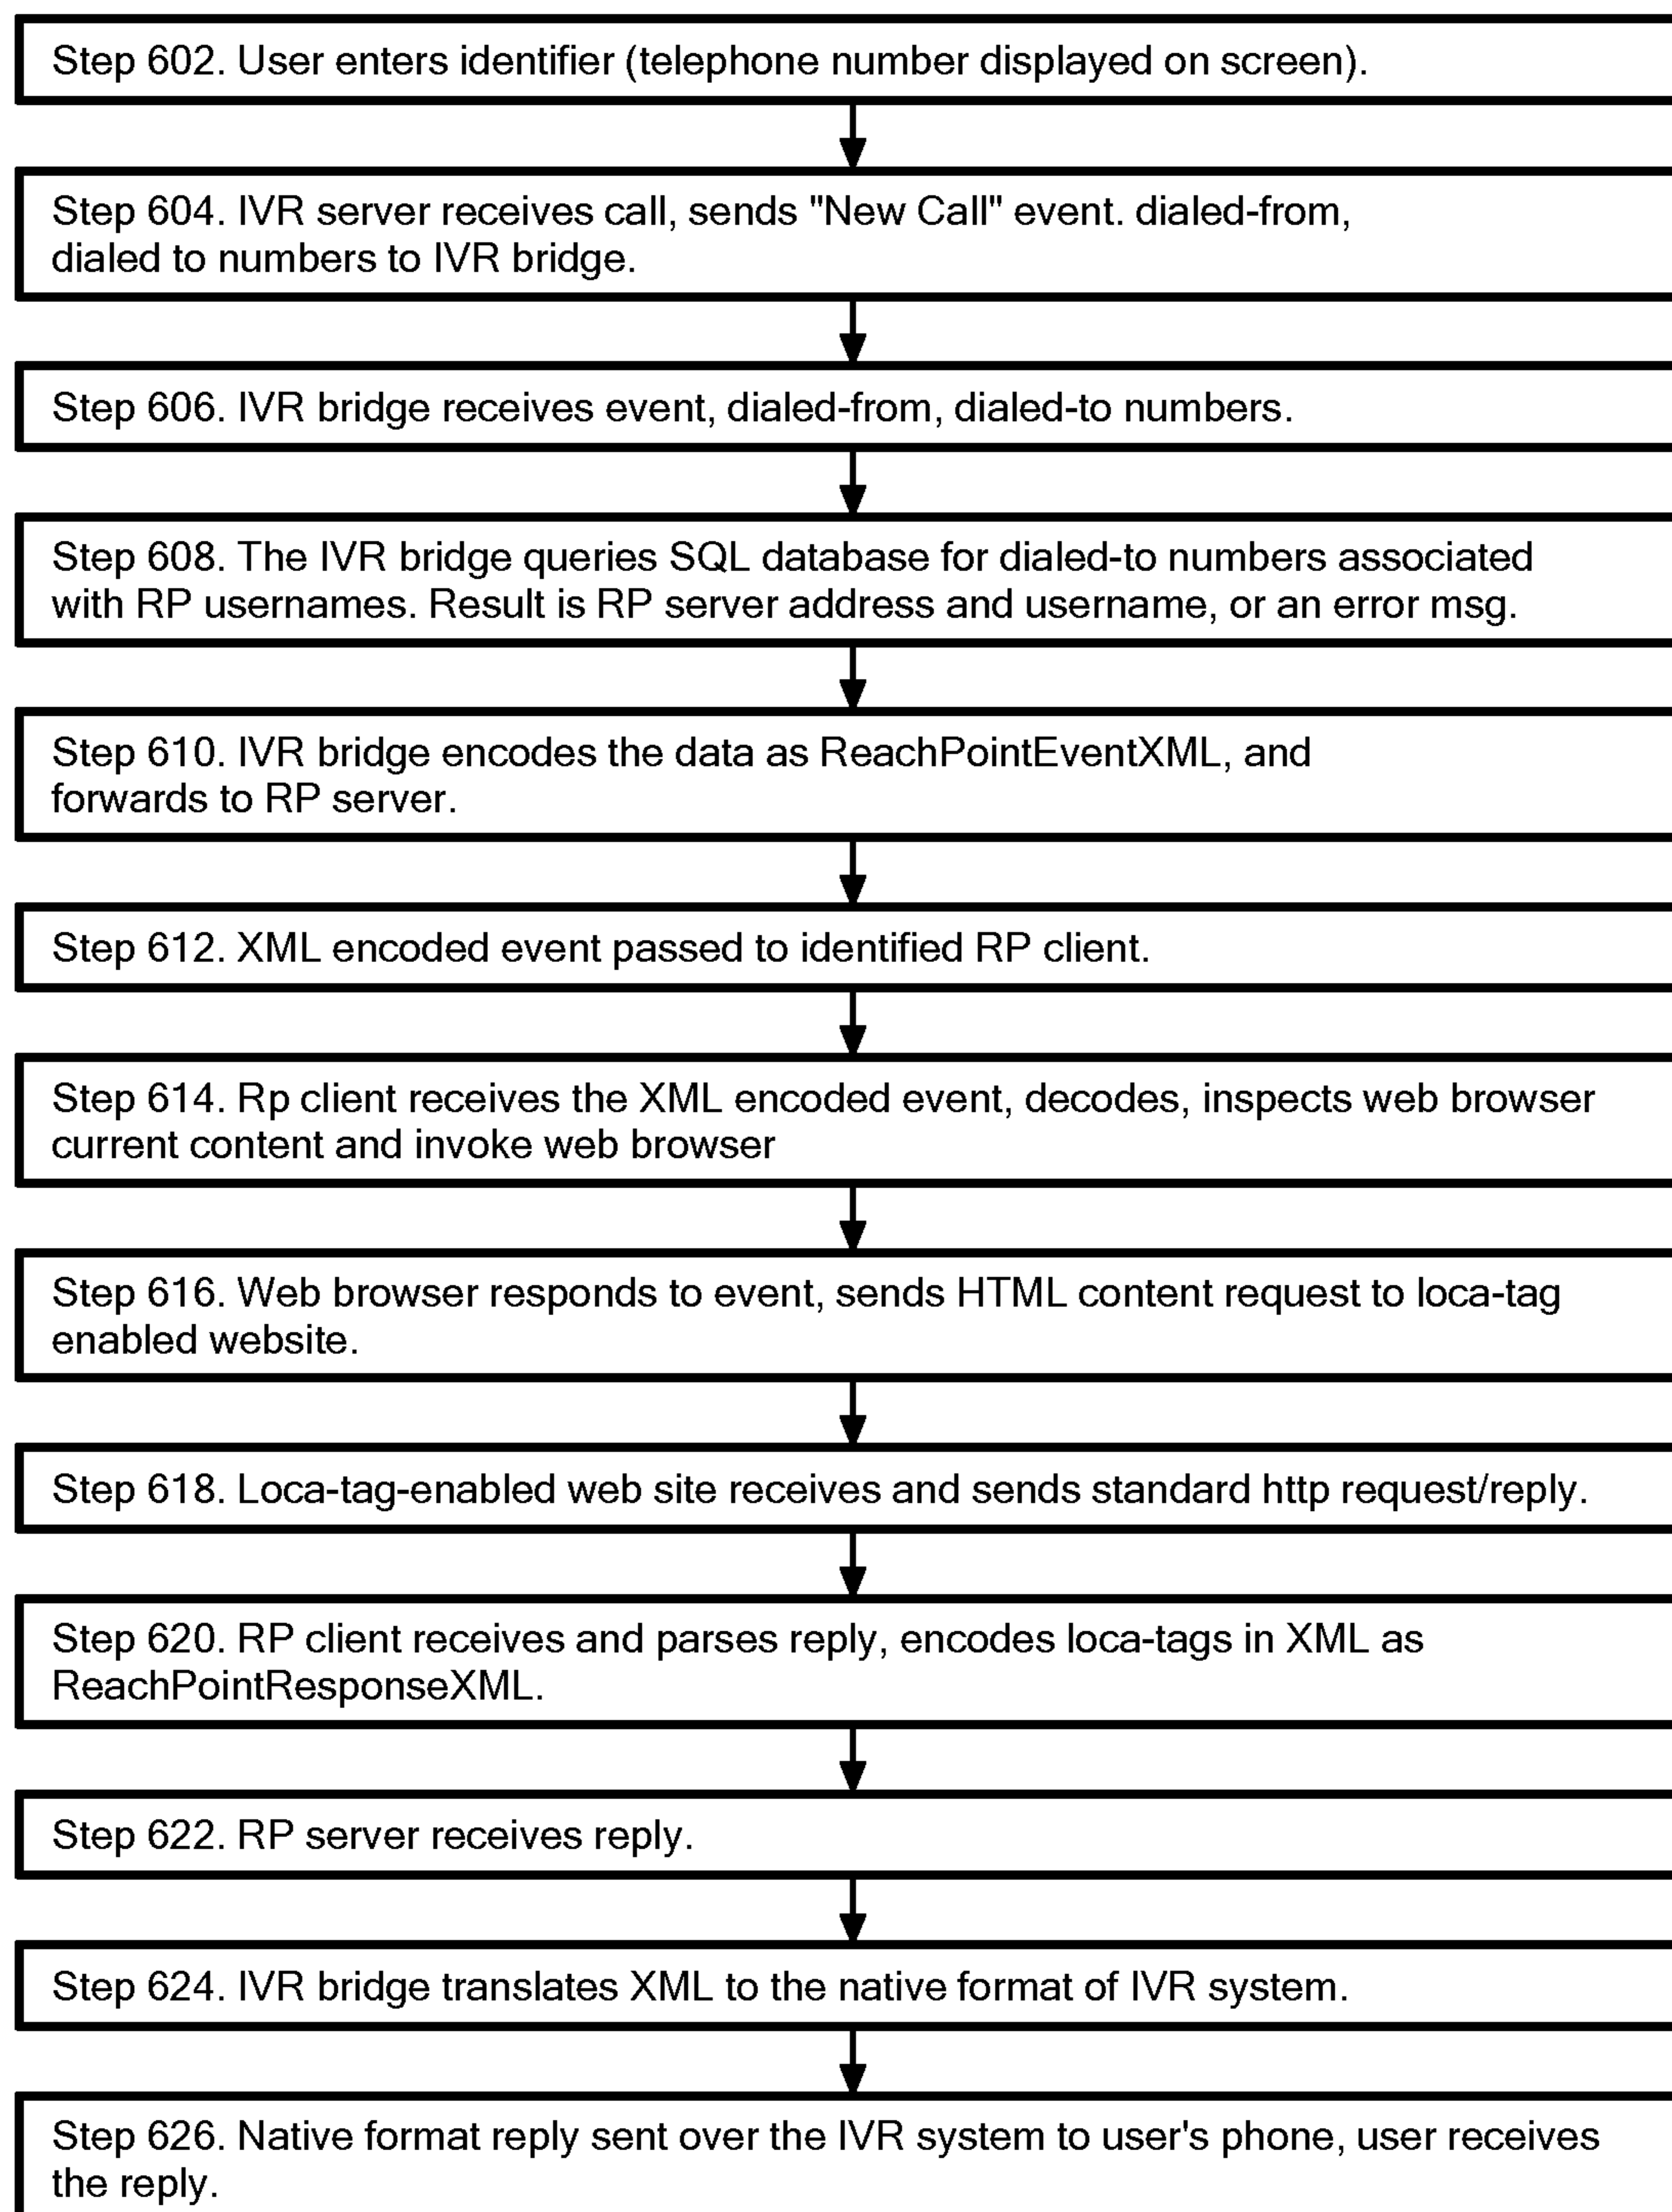 Step 602. User enters identifier (telephone number displayed on screen).
Step 604. IVR server receives call, sends "New Call" event. dialed-from,
dialed to numbers to IVR bridge.
Step 606. IVR bridge receives event, dialed-from, dialed-to numbers.
Step 608. The IVR bridge queries SQL database for dialed-to numbers associated
with RP usernames. Result is RP server address and username, or an error msg.
Step 610. IVR bridge encodes the data as ReachPointEventXML, and
forwards to RP server.
Step 612. XML encoded event passed to identified RP client.
Step 614. Rp client receives the XML encoded event, decodes, inspects web browser
current content and invoke web browser
Step 616. Web browser responds to event, sends HTML content request to loca-tag
enabled website.
Step 618. Loca-tag-enabled web site receives and sends standard http request/reply.
Step 620. RP client receives and parses reply, encodes loca-tags in XML as
ReachPointResponseXML.
Step 622. RP server receives reply.
Step 624. IVR bridge translates XML to the native format of IVR system.
Step 626. Native format reply sent over the IVR system to user's phone, user receives
the reply.